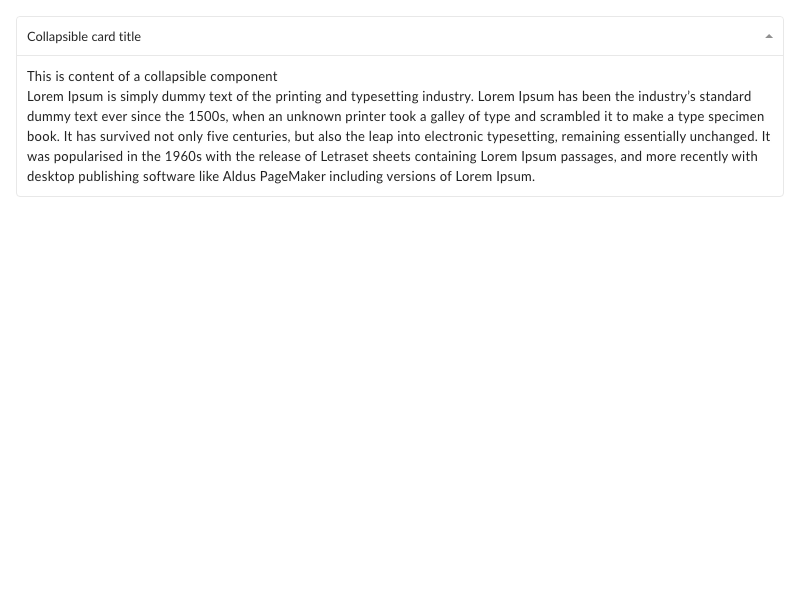 Collapsible card title
This is content of a collapsible component
Lorem Ipsum is simply dummy text of the printing and typesetting industry. Lorem Ipsum has been the industry’s standard
dummy text ever since the 1500s, when an unknown printer took a galley of type and scrambled it to make a type specimen
book. It has survived not only five centuries, but also the leap into electronic typesetting, remaining essentially unchanged. It
was popularised in the 1960s with the release of Letraset sheets containing Lorem Ipsum passages, and more recently with
desktop publishing software like Aldus PageMaker including versions of Lorem Ipsum.